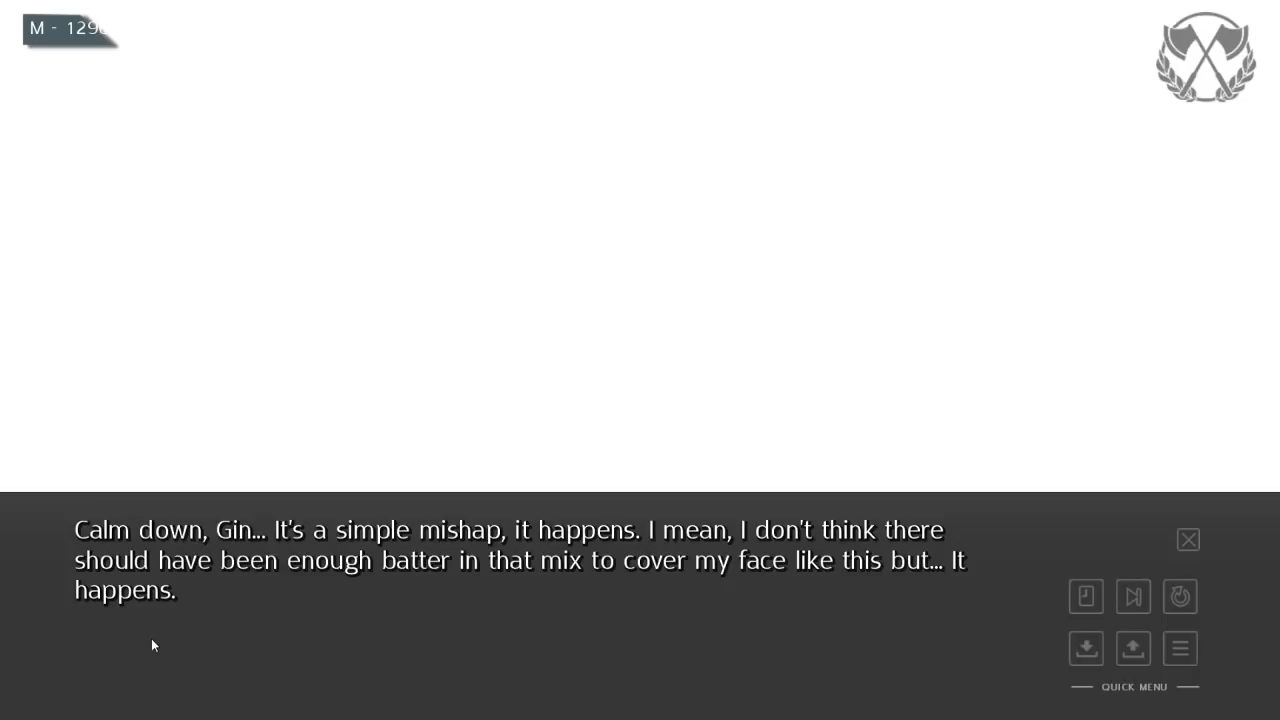 M - 129
Calm down, Gin... It's a simple mishap, it happens. I mean, I don't think there
should have been enough batter in that mix to cover my face like this but... It
happens.
QUICK MENU